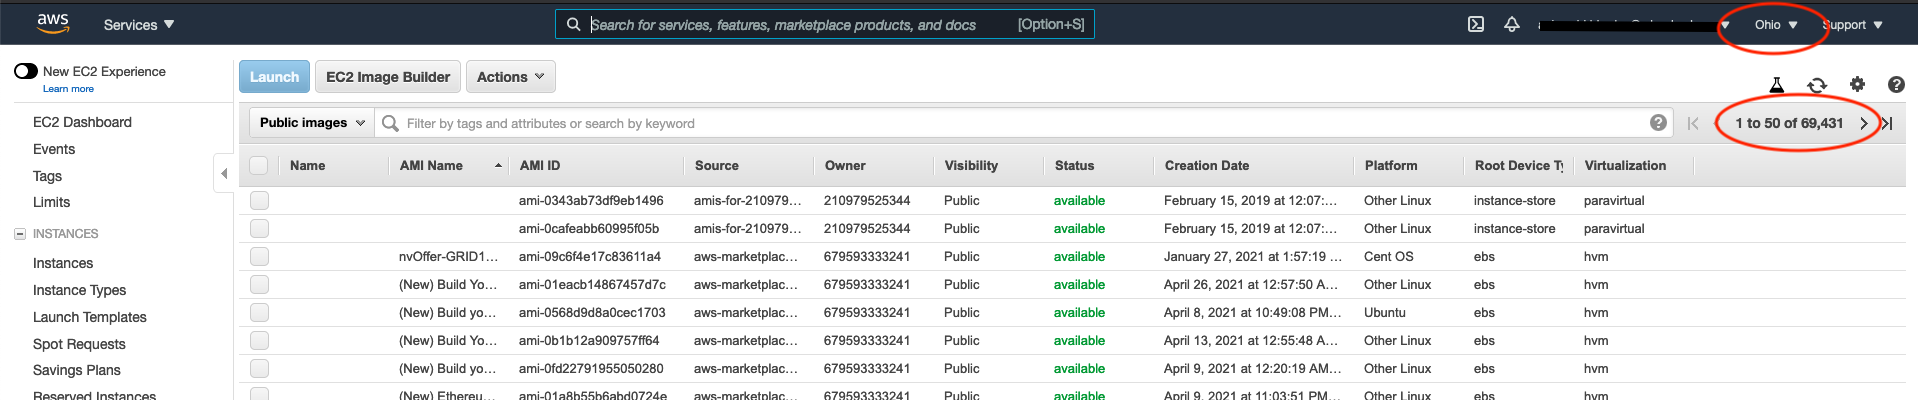 aws Services Search for services, features, marketplace products, and docs [Option+S] Ohio Support
New EC2 Experience
Learn more
EC2 Dashboard
Events
Tags
Limits
INSTANCES
Instances
Instance Types
Launch Templates
Spot Requests
Savings Plans
Reserved Instances
Launch EC2 Image Builder Actions
Public images Filter by tags and attributes or search by keyword 1 to 50 of 69,431
Name AMI Name AMI ID Source Owner Visibility Status Creation Date Platform Root Device Ty Virtualization
ami-0343ab73df9eb1496 amis-for-210979... 210979525344 Public available February 15, 2019 at 12:07:... Other Linux instance-store paravirtual
ami-0cafeabb60995f05b amis-for-210979... 210979525344 Public available February 15, 2019 at 12:07:... Other Linux instance-store paravirtual
nvOffer-GRID1... ami-09c6f4e17c83611a4 aws-marketplac... 679593333241 Public available January 27, 2021 at 1:57:19 ... Cent OS ebs hvm
(New) Build Yo... ami-01eacb14867457d7c aws-marketplac... 679593333241 Public available April 26, 2021 at 12:57:50 A... Other Linux ebs hvm
(New) Build yo... ami-0568d9d8a0cec1703 aws-marketplac... 679593333241 Public available April 8, 2021 at 10:49:08 PM... Ubuntu ebs hvm
(New) Build Yo... ami-0b1b12a909757ff64 aws-marketplac... 679593333241 Public available April 13, 2021 at 12:55:48 A... Other Linux ebs hvm
(New) Build yo... ami-0fd22791955050280 aws-marketplac... 679593333241 Public available April 9, 2021 at 12:20:19 AM... Other Linux ebs hvm
(New) Ethereu... ami-01a8b55b6abd0724e aws-marketplac... 679593333241 Public available April 9, 2021 at 11:03:51 PM... Other Linux ebs hvm